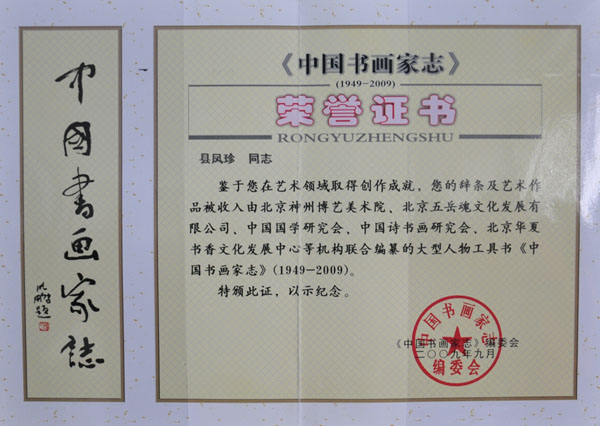 中国书画家志
沈鹏题
《中国书画家志》
(1949-2009)
荣誉证书
RONGYUZHENGSHU
县凤珍 同志
鉴于您在艺术领域取得创作成就，您的辞条及艺术作
品被收入由北京神州博艺美术院、北京五岳魂文化发展有
限公司、中国国学研究会、中国诗书画研究会、北京华夏
书香文化发展中心等机构联合编纂的大型人物工具书《中
国书画家志》(1949-2009)。
特颁此证，以示纪念。
中国书画家志
《中国书画家志》编委会
二〇〇九年九月
编委会